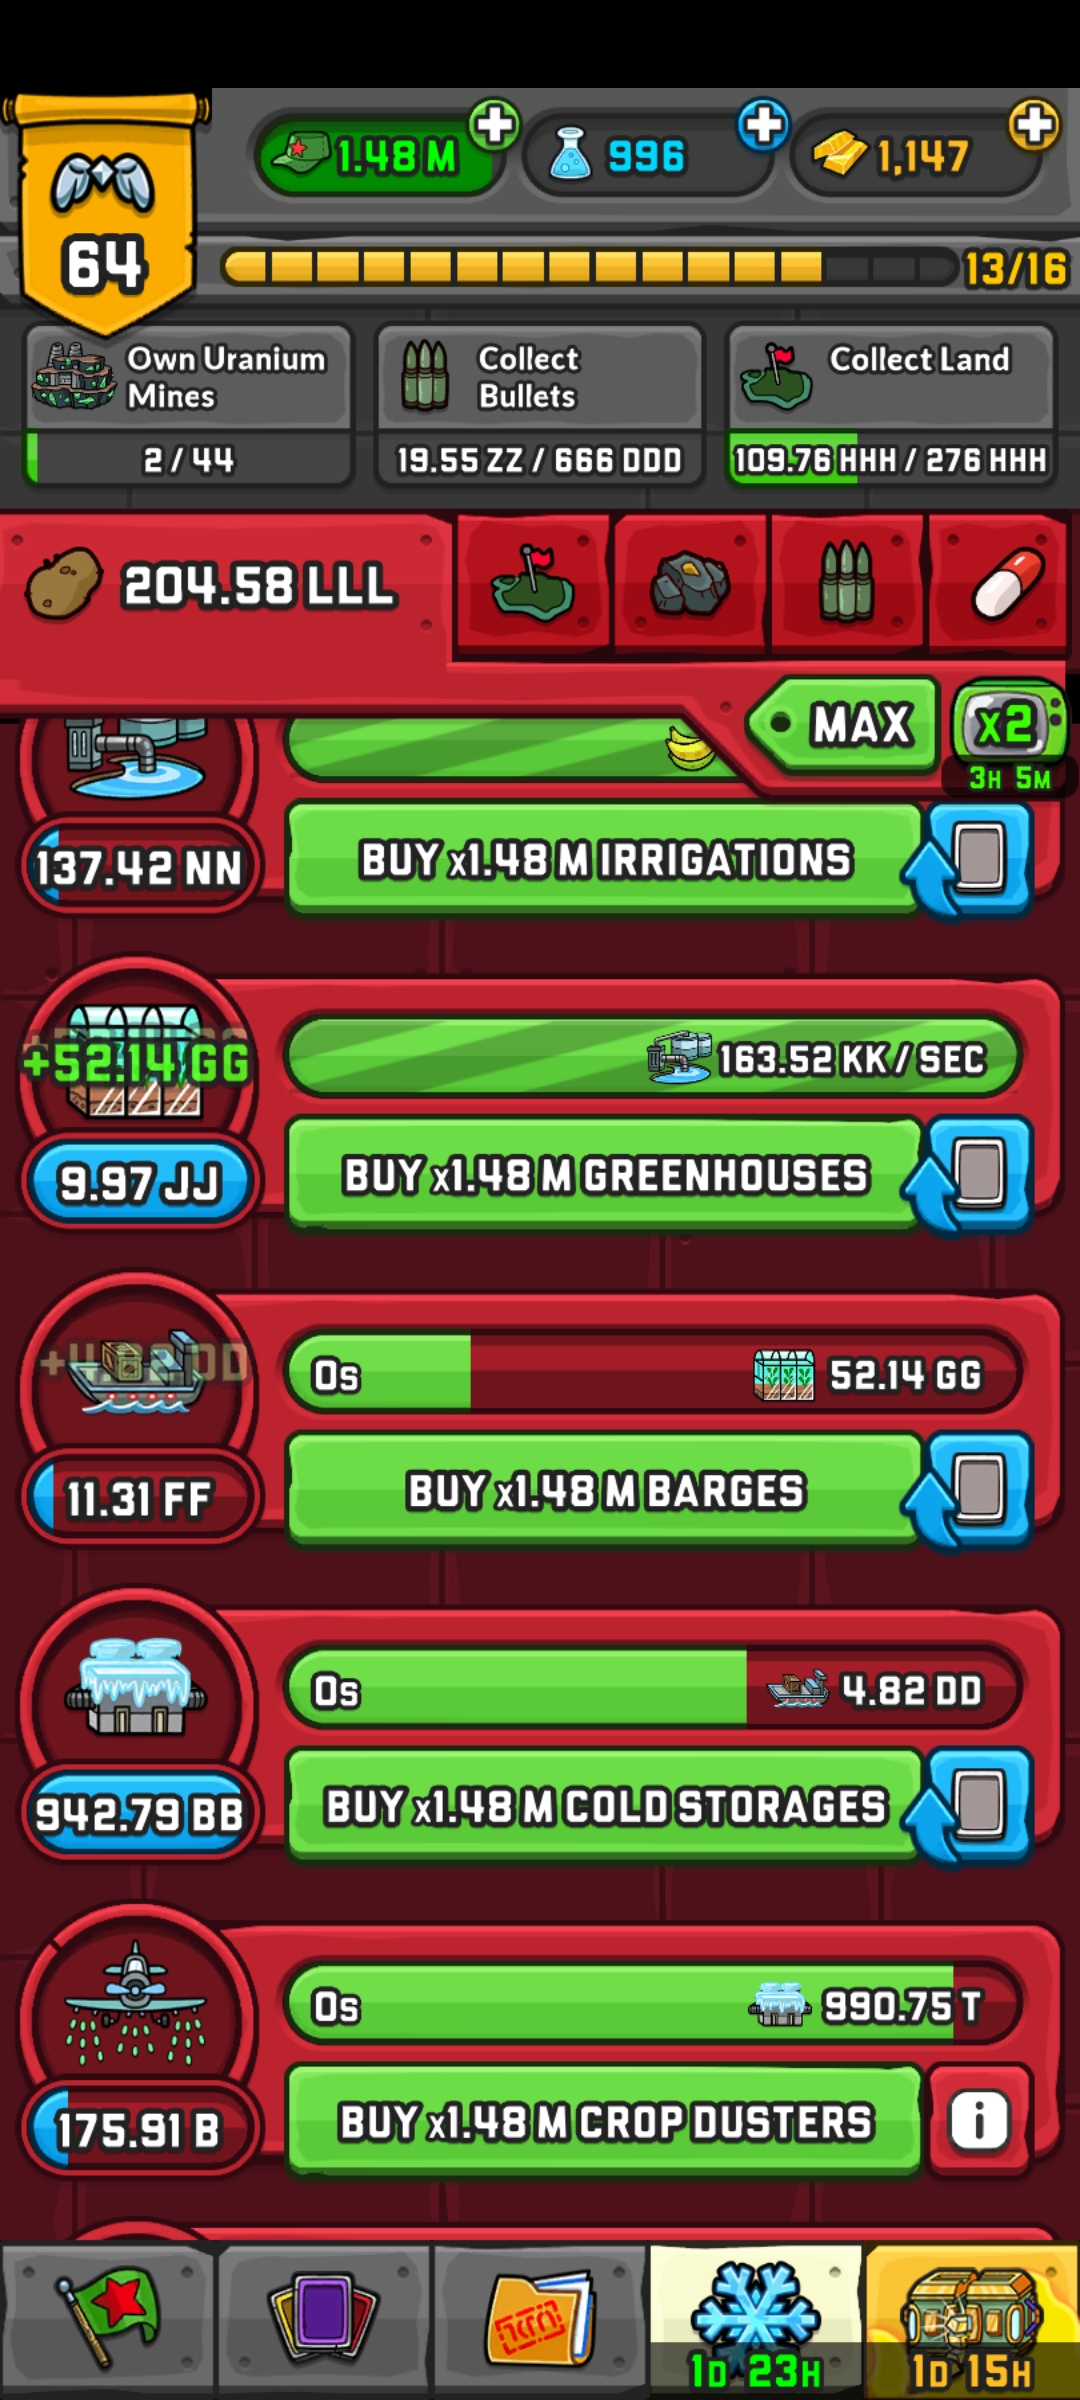 1.48 M
996
1,147
64
13/16
Own Uranium
Mines
2 / 44
Collect
Bullets
19.55 ZZ / 666 DDD
Collect Land
109.76 HHH / 276 HHH
204.58 LLL
MAX
x2
3H 5M
137.42 NN
BUY x1.48 M IRRIGATIONS
+52.14 GG
163.52 KK / SEC
9.97 JJ
BUY x1.48 M GREENHOUSES
+4.82 DD
0s
52.14 GG
11.31 FF
BUY x1.48 M BARGES
0s
4.82 DD
942.79 BB
BUY x1.48 M COLD STORAGES
0s
990.75 T
175.91 B
BUY x1.48 M CROP DUSTERS
i
1D 23H
1D 15H